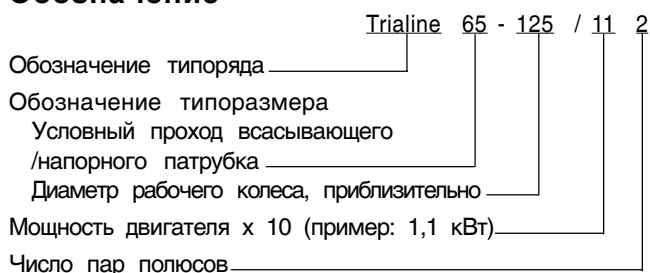 Обозначение
Trialine 65 - 125 / 11 2
Обозначение типоряда
Обозначение типоразмера
Условный проход всасывающего
/напорного патрубка
Диаметр рабочего колеса, приблизительно
Мощность двигателя x 10 (пример: 1,1 кВт)
Число пар полюсов